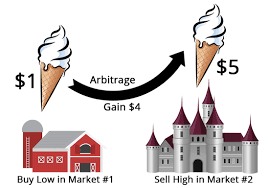 $1
Arbitrage
Gain $4
$5
Buy Low in Market #1
Sell High in Market #2